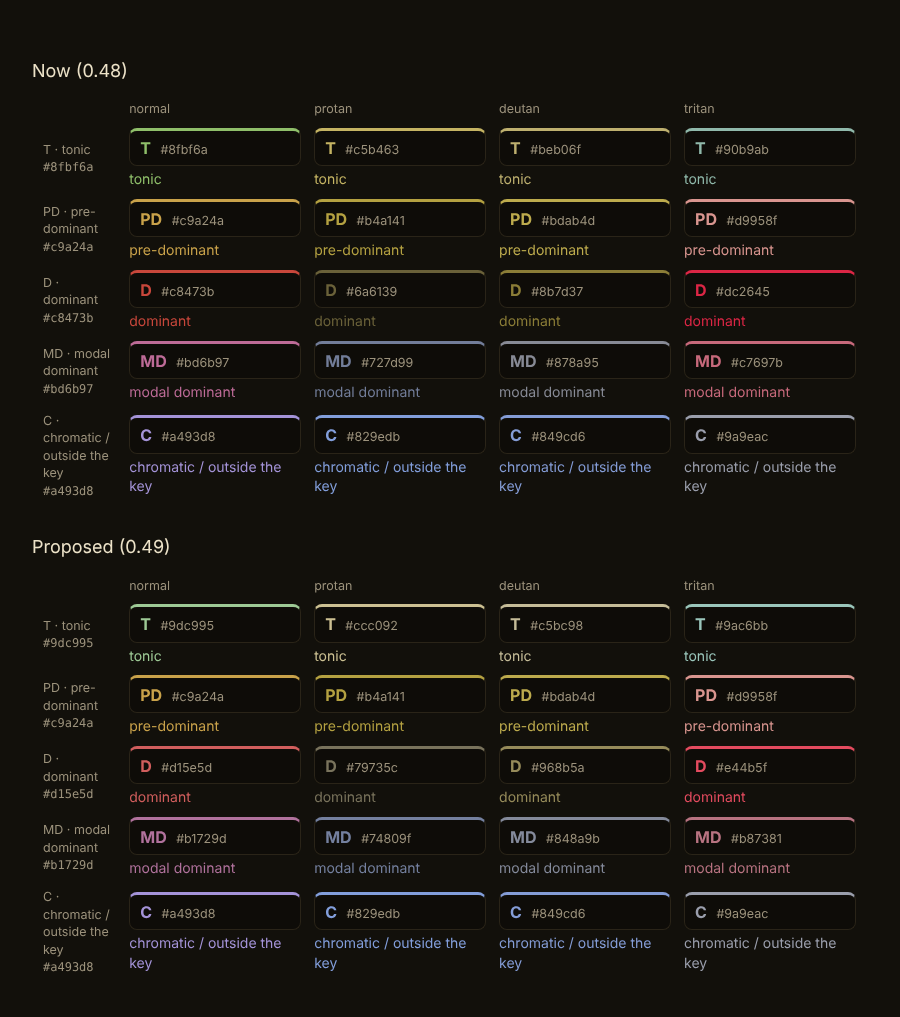 Now (0.48)
normal protan deutan tritan
T · tonic
#8fbf6a
T #8fbf6a
tonic
T #c5b463
tonic
T #beb06f
tonic
T #90b9ab
tonic
PD · pre-
dominant
#c9a24a
PD #c9a24a
pre-dominant
PD #b4a141
pre-dominant
PD #bdab4d
pre-dominant
PD #d9958f
pre-dominant
D ·
dominant
#c8473b
D #c8473b
dominant
D #6a6139
dominant
D #8b7d37
dominant
D #dc2645
dominant
MD · modal
dominant
#bd6b97
MD #bd6b97
modal dominant
MD #727d99
modal dominant
MD #878a95
modal dominant
MD #c7697b
modal dominant
C ·
chromatic /
outside the
key
#a493d8
C #a493d8
chromatic / outside the
key
C #829edb
chromatic / outside the
key
C #849cd6
chromatic / outside the
key
C #9a9eac
chromatic / outside the
key
Proposed (0.49)
normal protan deutan tritan
T · tonic
#9dc995
T #9dc995
tonic
T #ccc092
tonic
T #c5bc98
tonic
T #9ac6bb
tonic
PD · pre-
dominant
#c9a24a
PD #c9a24a
pre-dominant
PD #b4a141
pre-dominant
PD #bdab4d
pre-dominant
PD #d9958f
pre-dominant
D ·
dominant
#d15e5d
D #d15e5d
dominant
D #79735c
dominant
D #968b5a
dominant
D #e44b5f
dominant
MD · modal
dominant
#b1729d
MD #b1729d
modal dominant
MD #74809f
modal dominant
MD #848a9b
modal dominant
MD #b87381
modal dominant
C ·
chromatic /
outside the
key
#a493d8
C #a493d8
chromatic / outside the
key
C #829edb
chromatic / outside the
key
C #849cd6
chromatic / outside the
key
C #9a9eac
chromatic / outside the
key